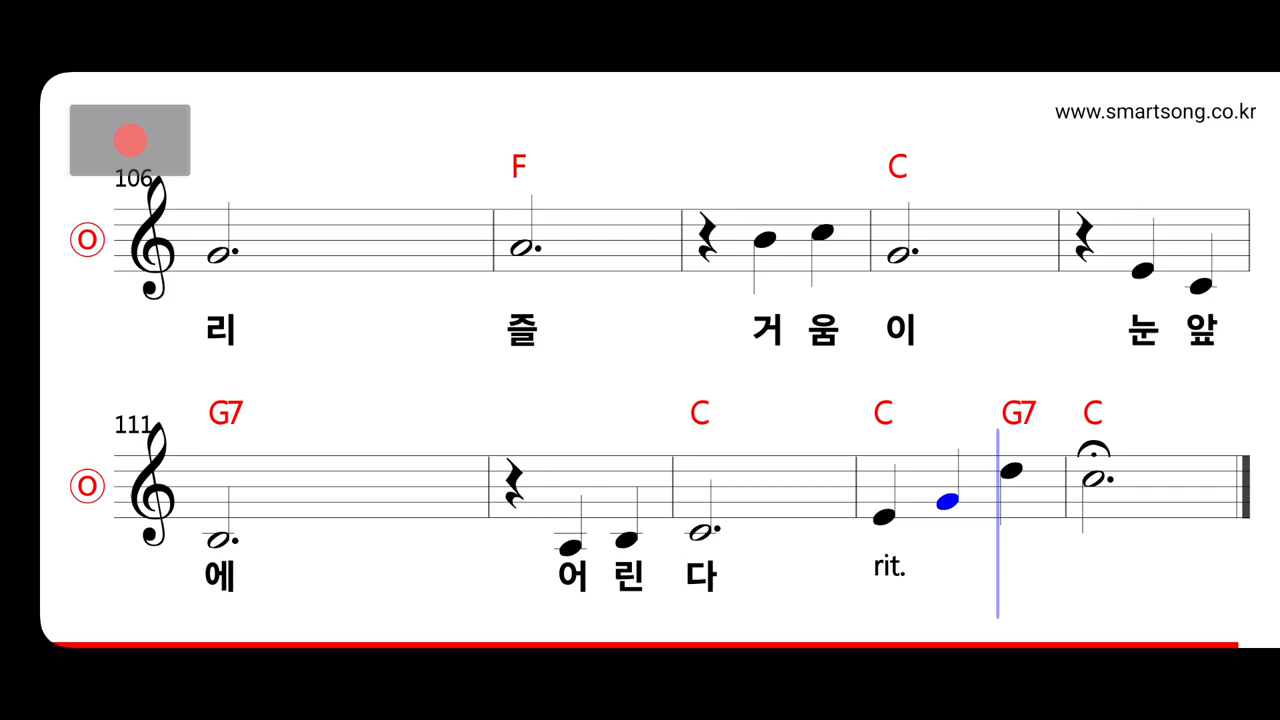 www.smartsong.co.kr
106
F C
O
리 즐 거 움 이 눈 앞
111 G7 C C G7 C
O
rit.
에 어 린 다